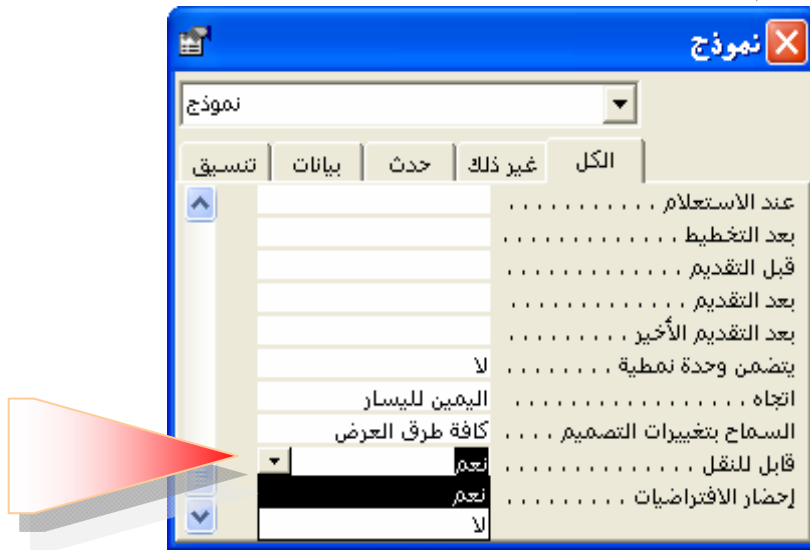 نموذج
نموذج
الكل غير ذلك حدث بيانات تنسيق
عند الاستعلام . . . . . . . . . . .
بعد التخطيط . . . . . . . . . . . . .
قبل التقديم . . . . . . . . . . . . .
بعد التقديم . . . . . . . . . . . . .
بعد التقديم الأخير . . . . . . . . .
يتضمن وحدة نمطية . . . . . . . . لا
اتجاه . . . . . . . . . . . . . . . . اليمين لليسار
السماح بتغييرات التصميم . . . . كافة طرق العرض
قابل للنقل . . . . . . . . . . . . . . نعم
إحضار الافتراضيات . . . . . . . . . نعم
لا